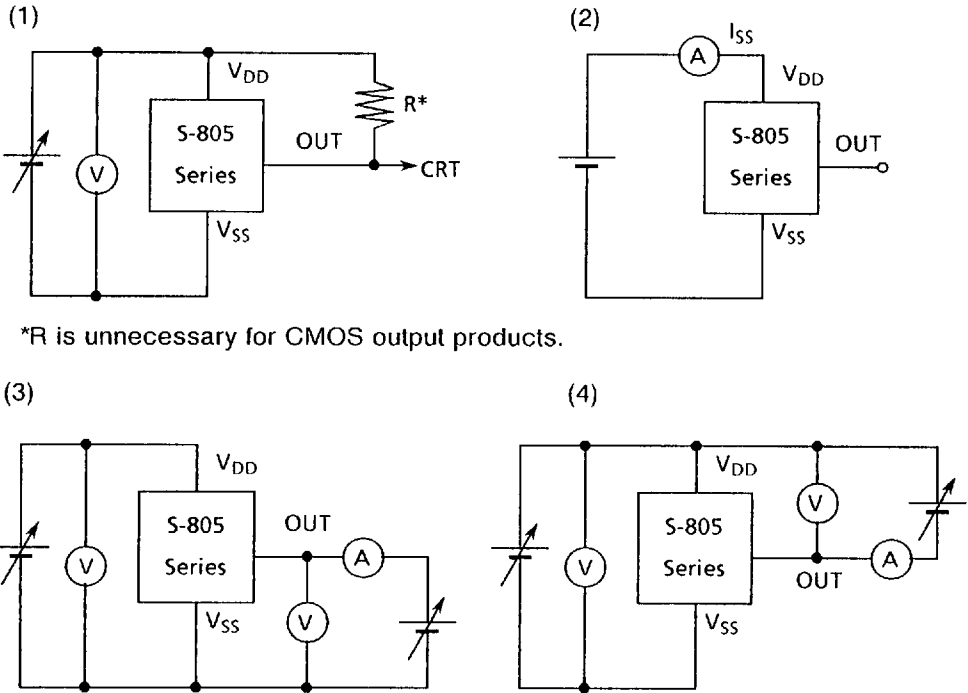 (1)
V_DD
S-805
Series
OUT
R*
CRT
V
V_SS
(2)
A
I_SS
V_DD
S-805
Series
OUT
V_SS
*R is unnecessary for CMOS output products.
(3)
V_DD
S-805
Series
OUT
A
V
V
V_SS
(4)
V_DD
S-805
Series
V
V
A
OUT
V_SS